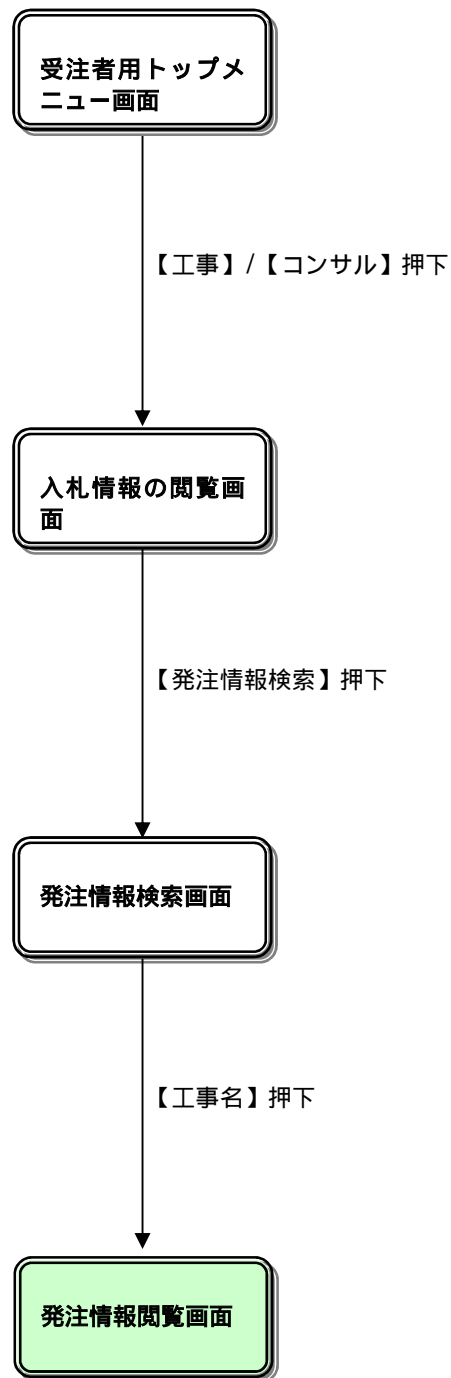 受注者用トップメ
ニュー画面
【工事】/【コンサル】押下
入札情報の閲覧画
面
【発注情報検索】押下
発注情報検索画面
【工事名】押下
発注情報閲覧画面